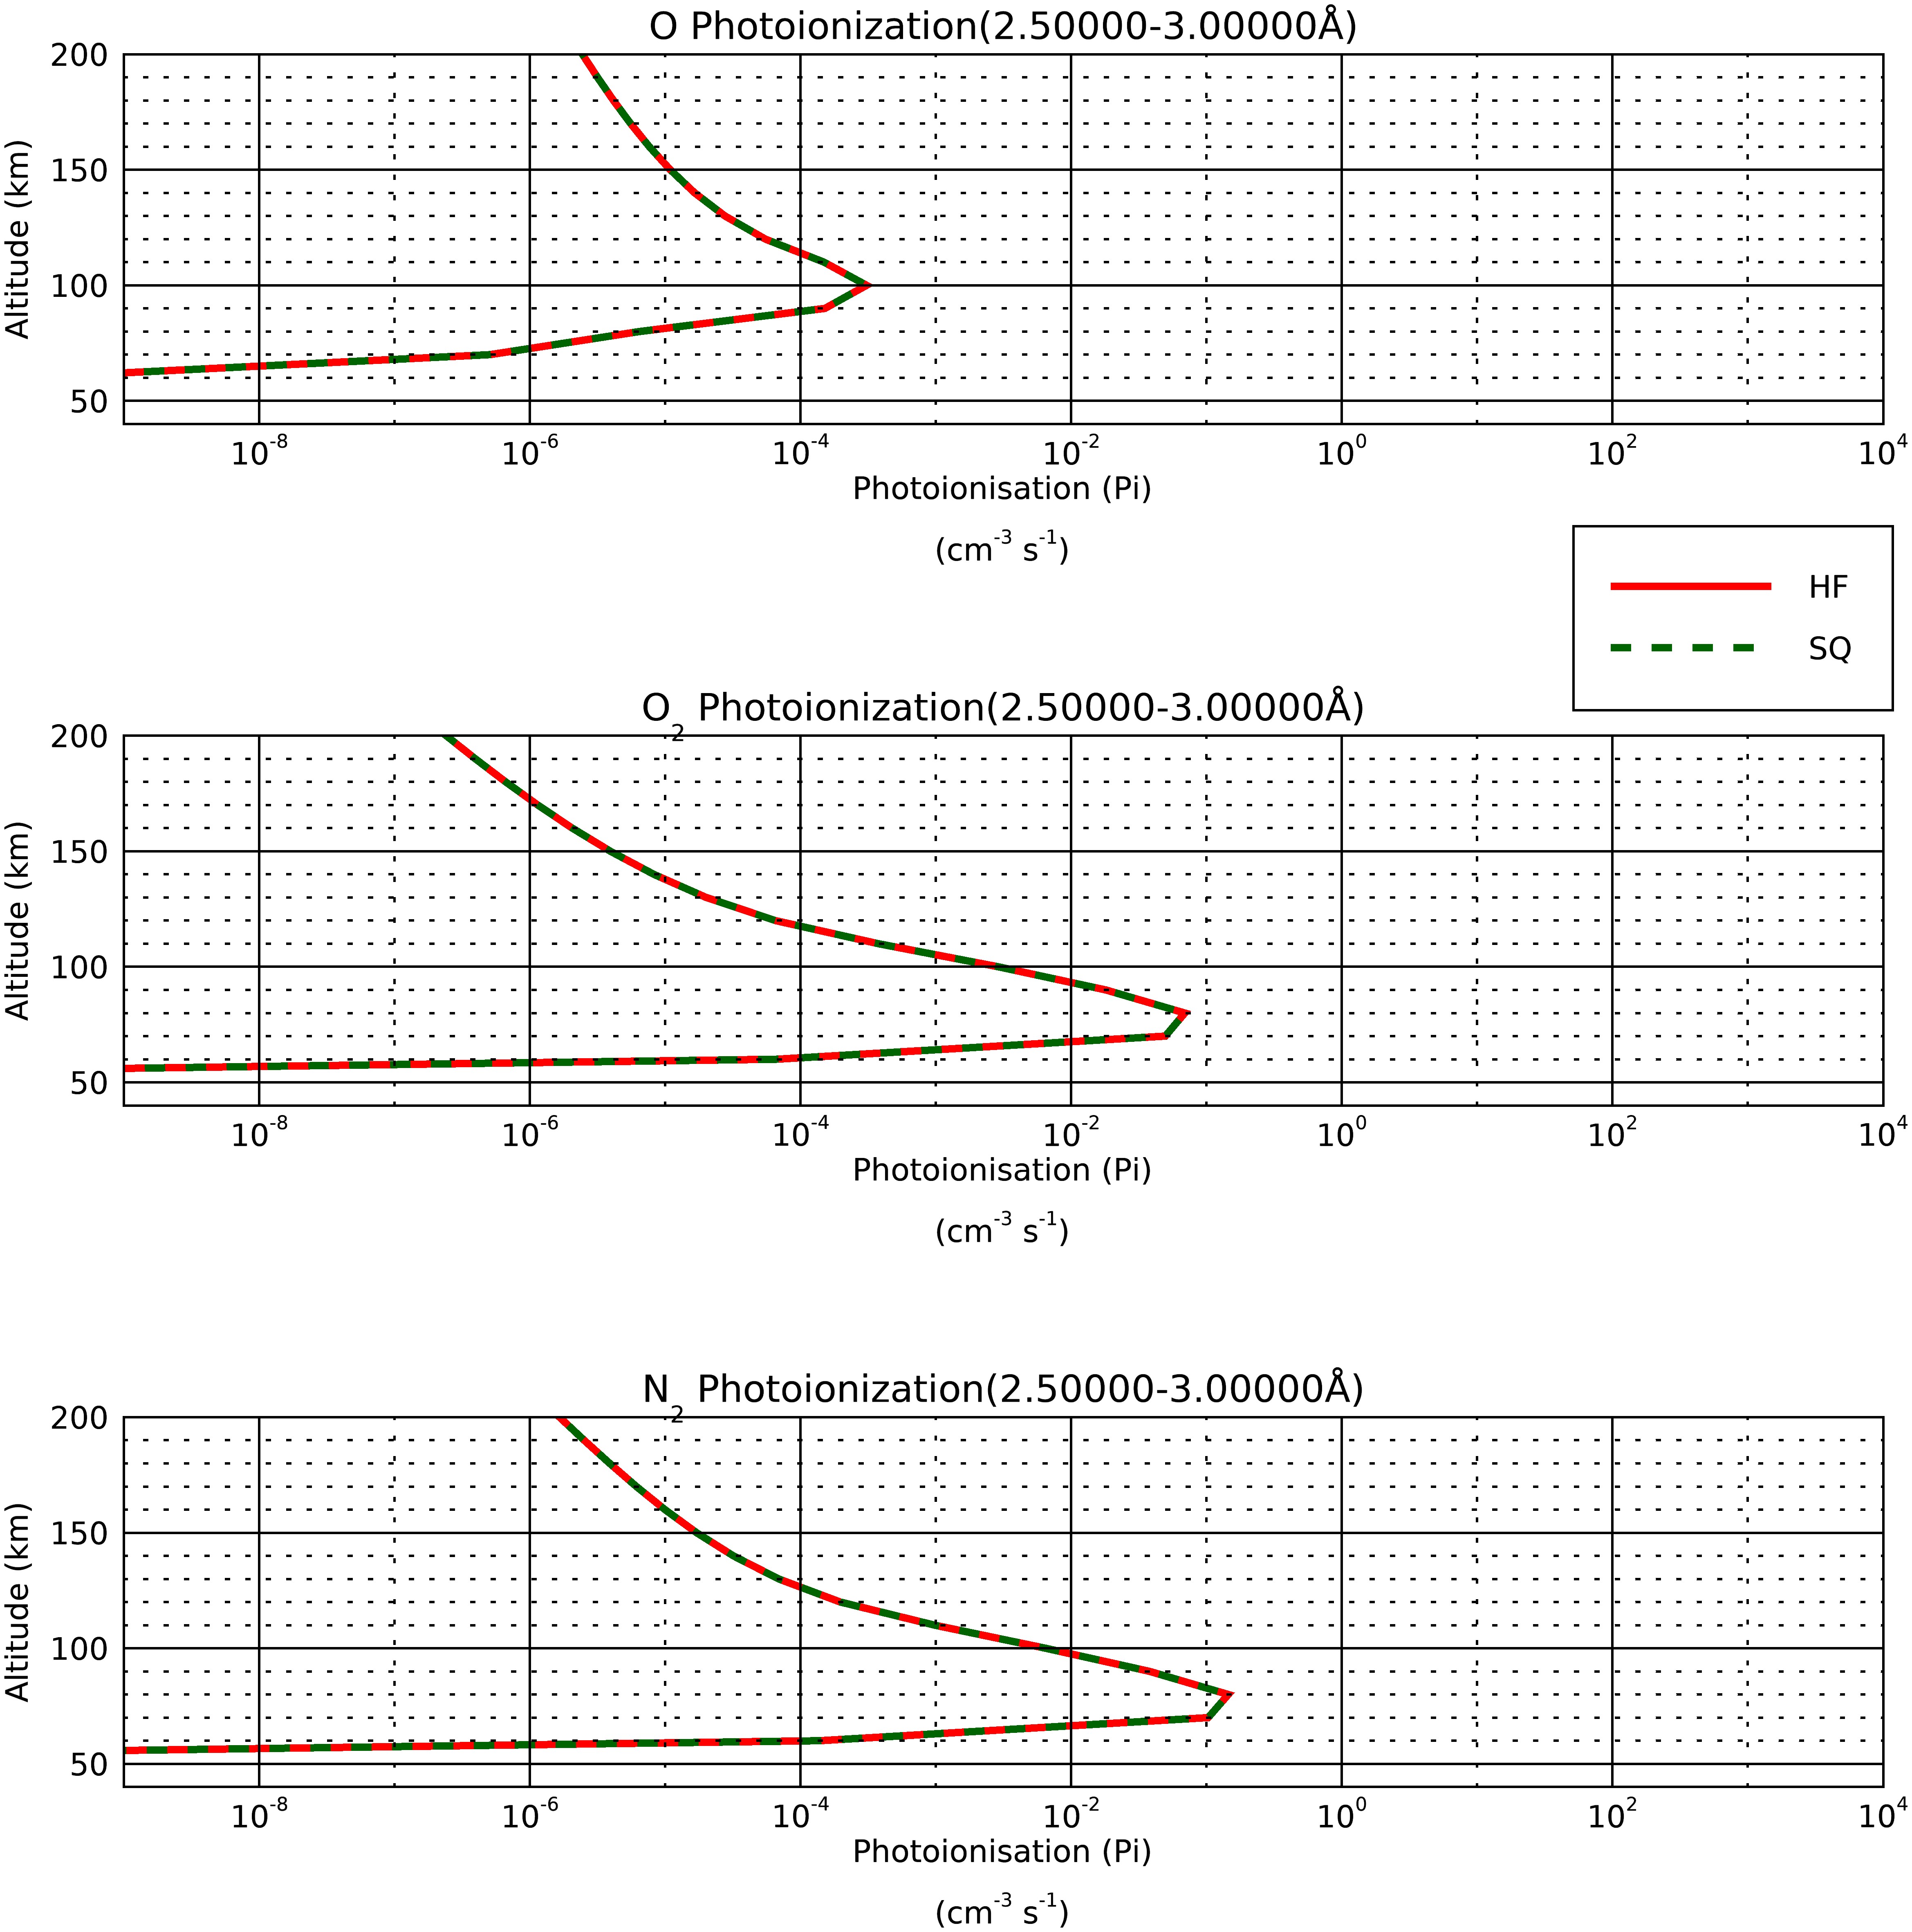 O Photoionization(2.50000-3.00000Å)
200
150
100
50
Altitude (km)
10-8 10-6 10-4 10-2 100 102 104
Photoionisation (Pi)
(cm-3 s-1)
HF
SQ
O2 Photoionization(2.50000-3.00000Å)
200
150
100
50
Altitude (km)
10-8 10-6 10-4 10-2 100 102 104
Photoionisation (Pi)
(cm-3 s-1)
N2 Photoionization(2.50000-3.00000Å)
200
150
100
50
Altitude (km)
10-8 10-6 10-4 10-2 100 102 104
Photoionisation (Pi)
(cm-3 s-1)